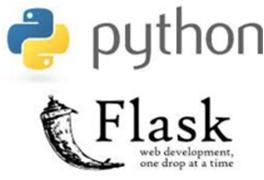 python
Flask
web development,
one drop at a time